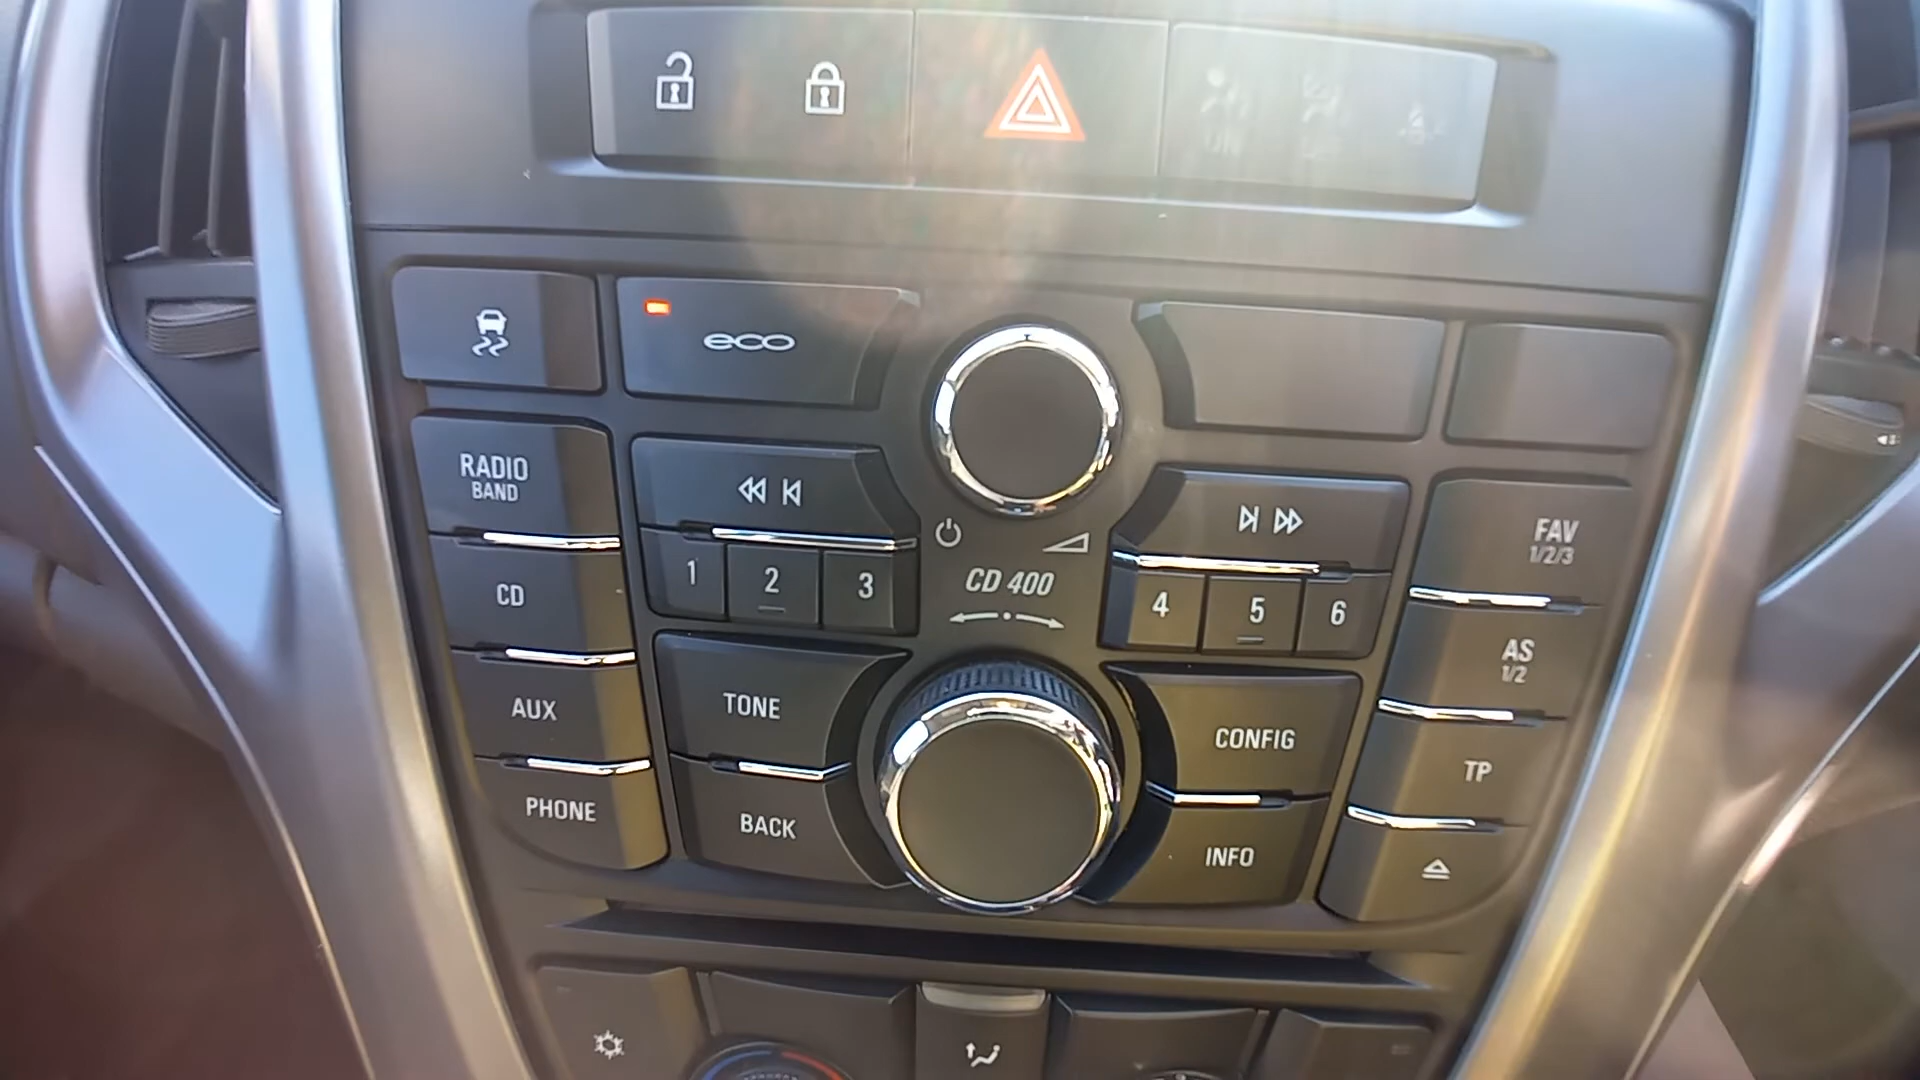 eco
RADIO
BAND
FAV
1/2/3
1
2
3
CD 400
4
5
6
CD
AS
1/2
AUX
TONE
CONFIG
TP
PHONE
BACK
INFO